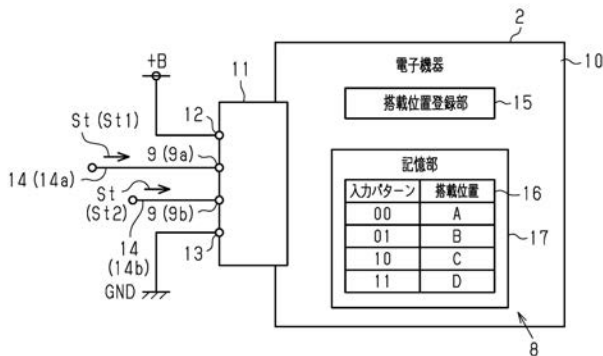 2
電子機器
10
+B
11
搭載位置登録部
15
12
St(St1)
9(9a)
14(14a)
記憶部
入力パターン 搭載位置
16
St
(St2)
9(9b)
00 A
17
14
(14b)
01 B
13
10 C
GND
11 D
8